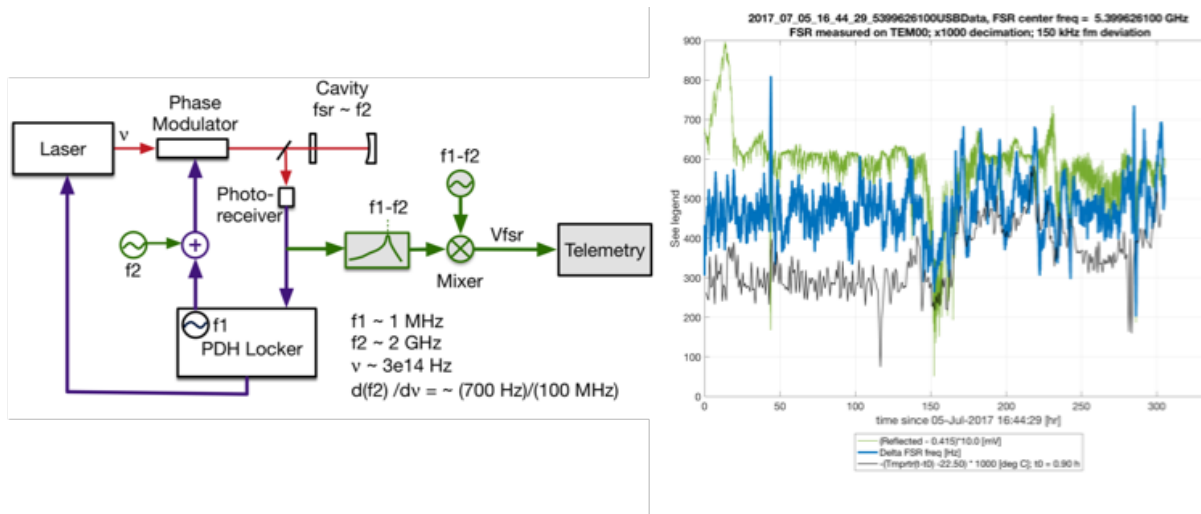 Laser
ν
Phase
Modulator
Cavity
fsr ~ f2
f1-f2
Photo-
receiver
f1-f2
Vfsr
Telemetry
Mixer
f2
f1
PDH Locker
f1 ~ 1 MHz
f2 ~ 2 GHz
ν ~ 3e14 Hz
d(f2) /dν = ~ (700 Hz)/(100 MHz)
2017_07_05_16_44_29_5399626100USBData, FSR center freq = 5.399626100 GHz
FSR measured on TEM00; x1000 decimation; 150 kHz fm deviation
See legend
900
800
700
600
500
400
300
200
100
0
0 50 100 150 200 250 300
time since 05-Jul-2017 16:44:29 [hr]
(Reflected - 0.415)*10.0 [mV]
Delta FSR freq [Hz]
-(Tmprtr(t-t0) -22.50) * 1000 [deg C]; t0 = 0.90 h